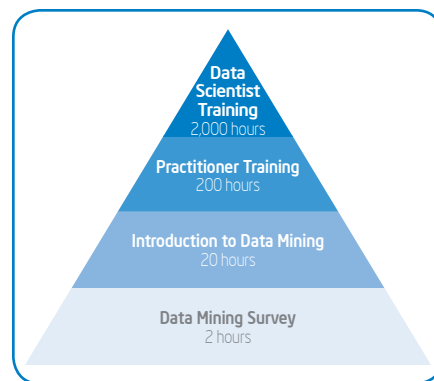 Data
Scientist
Training
2,000 hours
Practitioner Training
200 hours
Introduction to Data Mining
20 hours
Data Mining Survey
2 hours